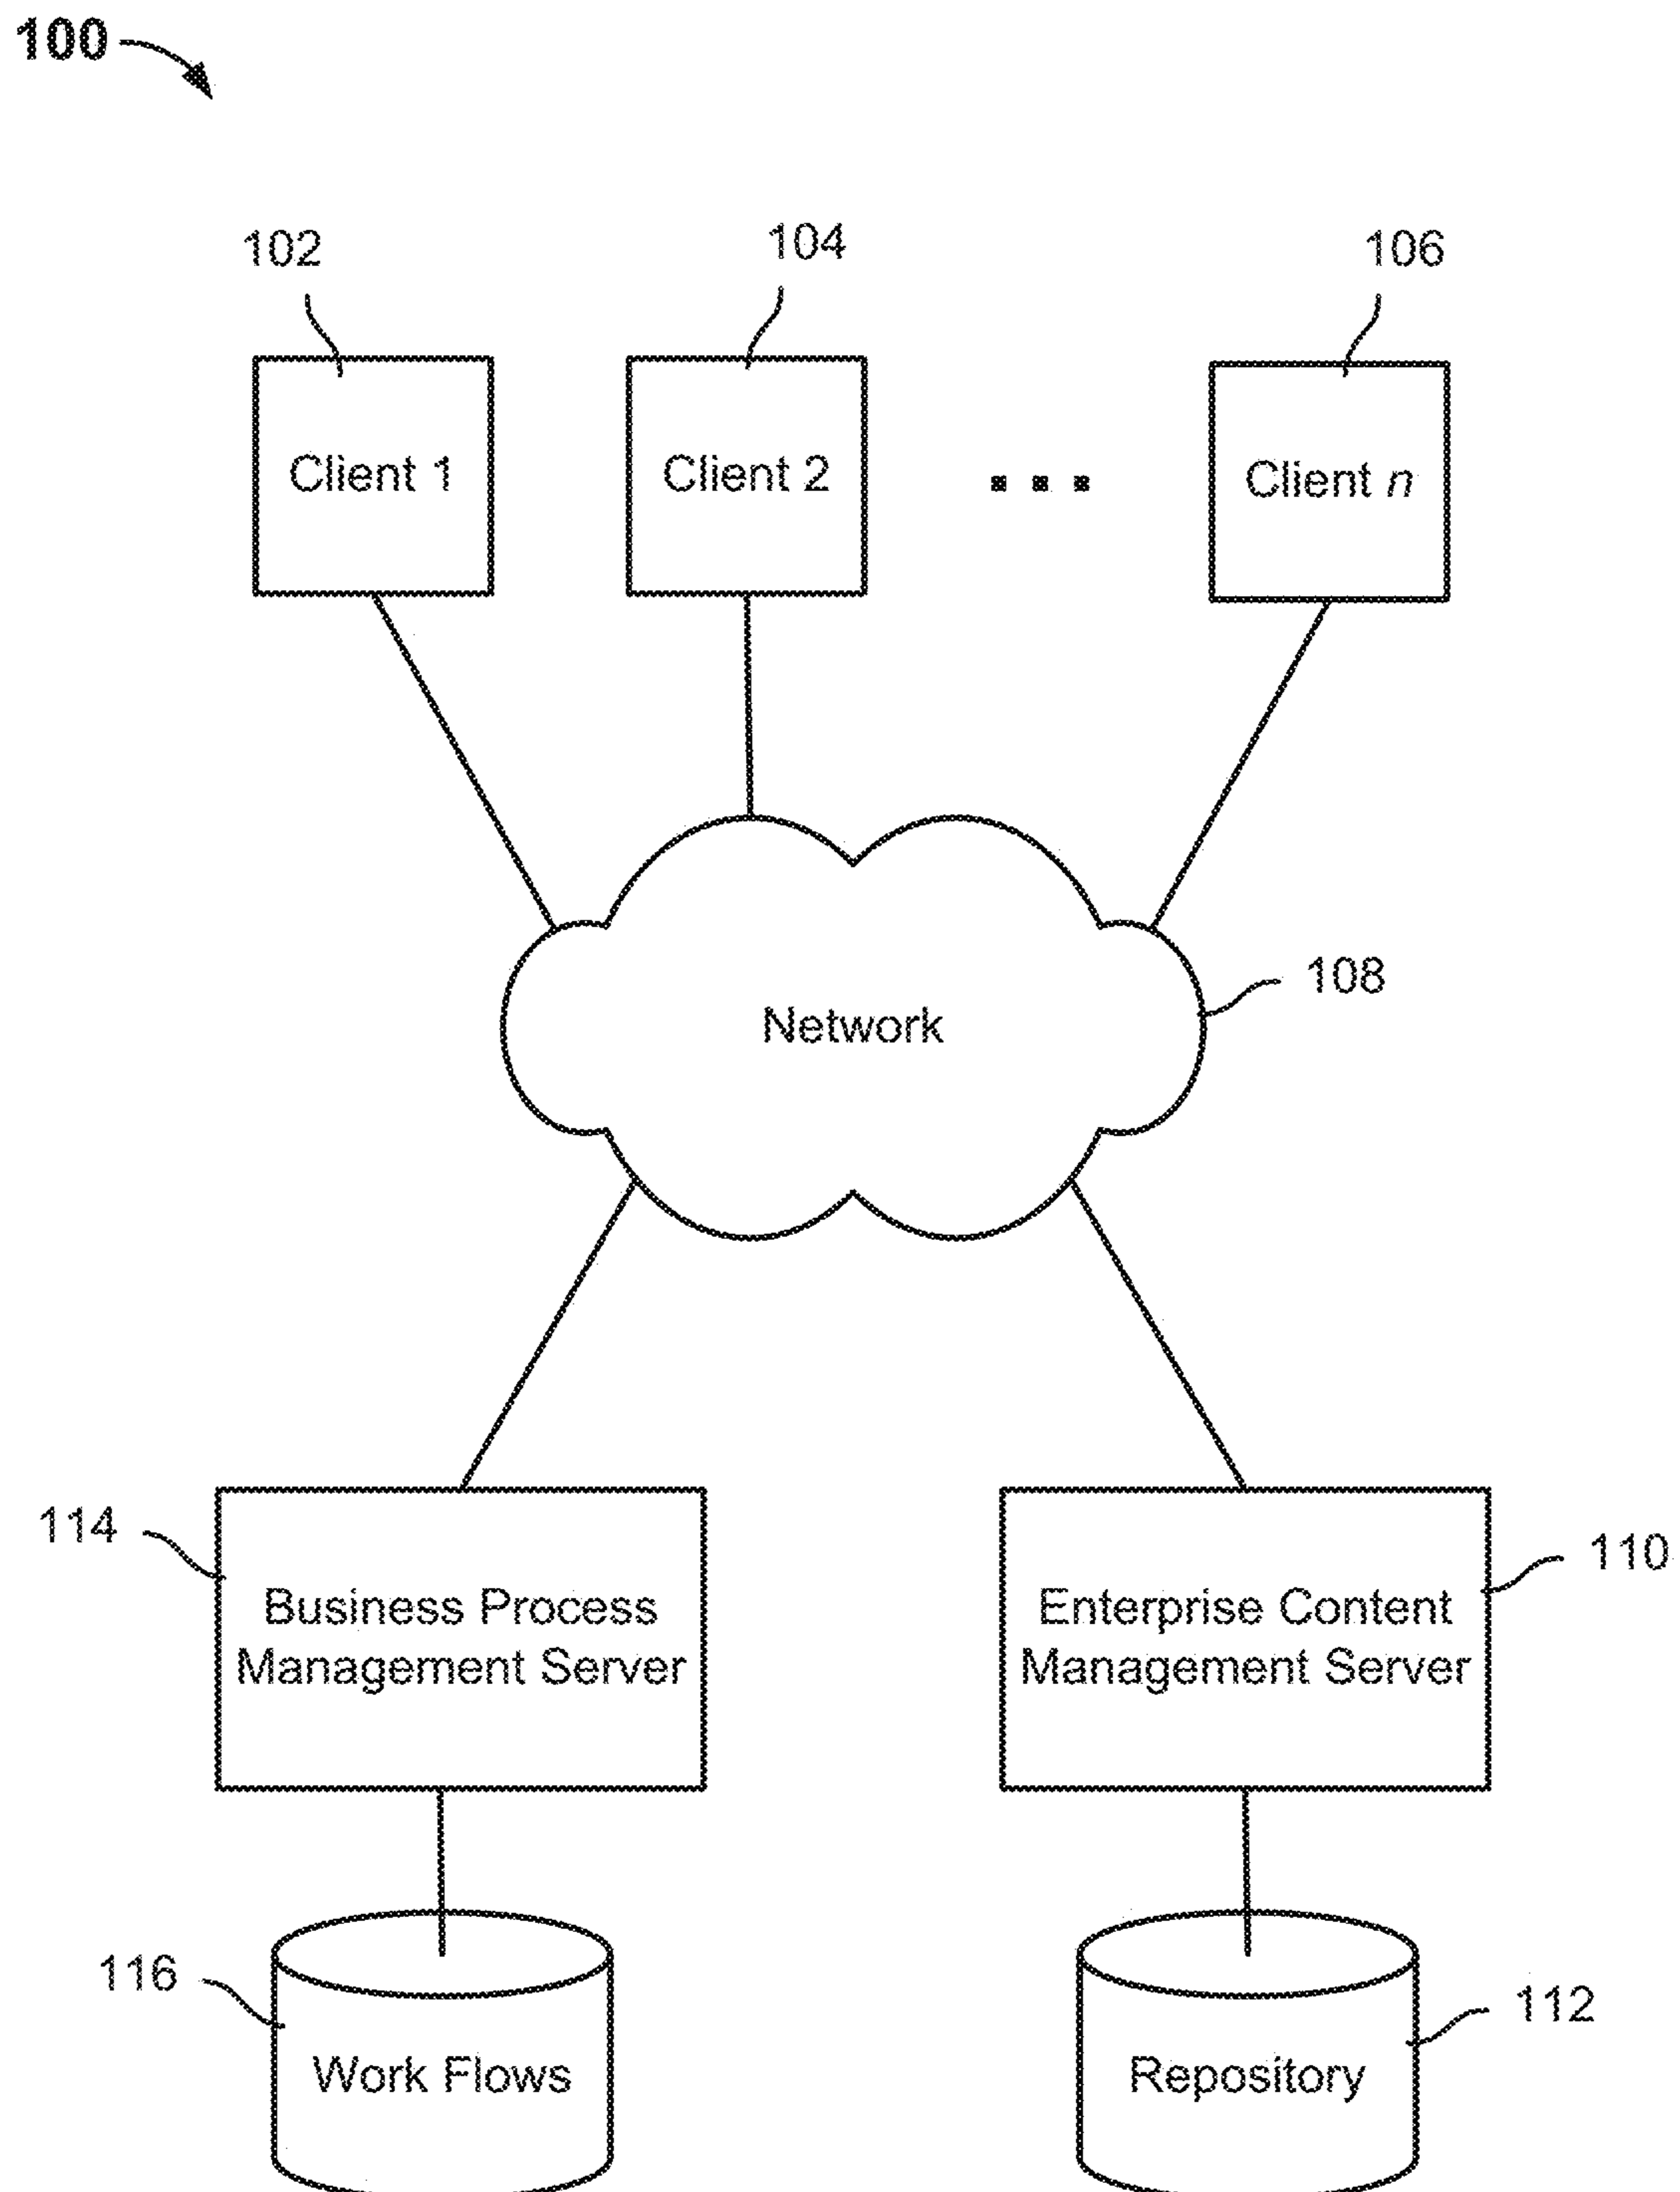 100
102
104
106
Client 1
Client 2
Client n
108
Network
114
110
Business Process
Management Server
Enterprise Content
Management Server
116
112
Work Flows
Repository